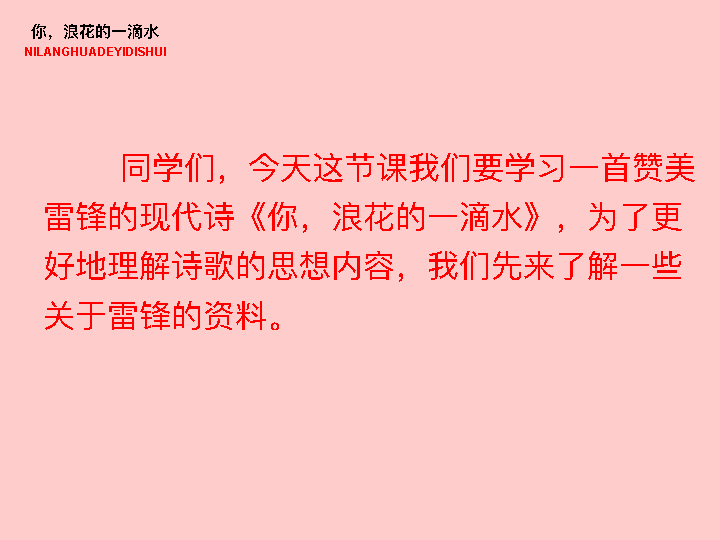 你，浪花的一滴水
NILANGHUADEYIDISHUI
同学们，今天这节课我们要学习一首赞美
雷锋的现代诗《你，浪花的一滴水》，为了更
好地理解诗歌的思想内容，我们先来了解一些
关于雷锋的资料。